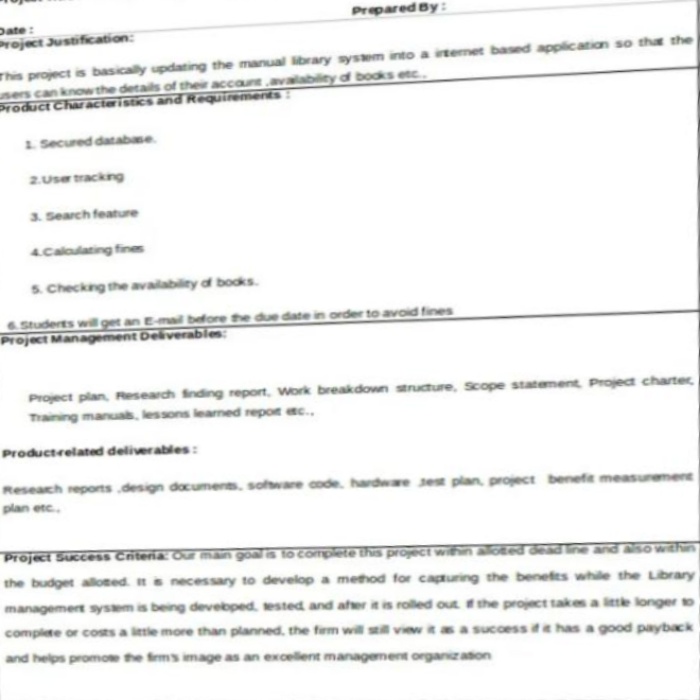 Prepared By :
Date :
Project Justification:
This project is basically updating the manual library system into a internet based application so that the
users can know the details of their account ,availability of books etc.,
Product Characteristics and Requirements :
1. Secured database.
2.User tracking
3. Search feature
4.Calculating fines
5. Checking the availability of books.
6.Students will get an E-mail before the due date in order to avoid fines
Project Management Deliverables:
Project plan, Research finding report, Work breakdown structure, Scope statement, Project charter,
Training manuals, lessons learned report etc.,
Product-related deliverables :
Research reports ,design documents, software code, hardware ,test plan, project benefit measurement
plan etc.,
Project Success Criteria: Our main goal is to complete this project within allotted dead line and also within
the budget allotted. It is necessary to develop a method for capturing the benefits while the Library
management system is being developed, tested, and after it is rolled out. If the project takes a little longer to
complete or costs a little more than planned, the firm will still view it as a success if it has a good payback
and helps promote the firm's image as an excellent management organization